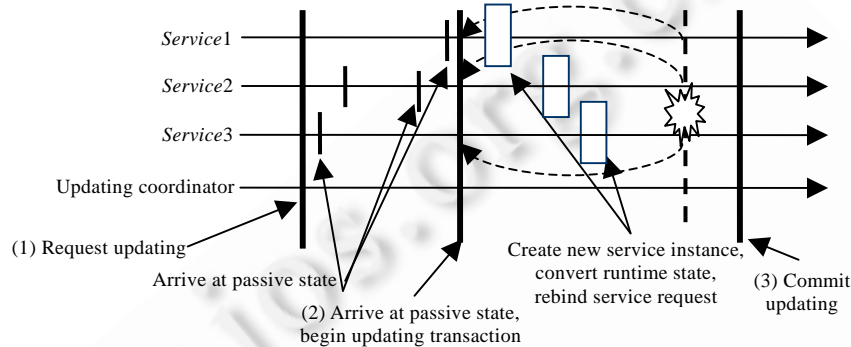 Service1
Service2
Service3
Updating coordinator
(1) Request updating
Arrive at passive state
(2) Arrive at passive state,
begin updating transaction
Create new service instance,
convert runtime state,
rebind service request
(3) Commit
updating